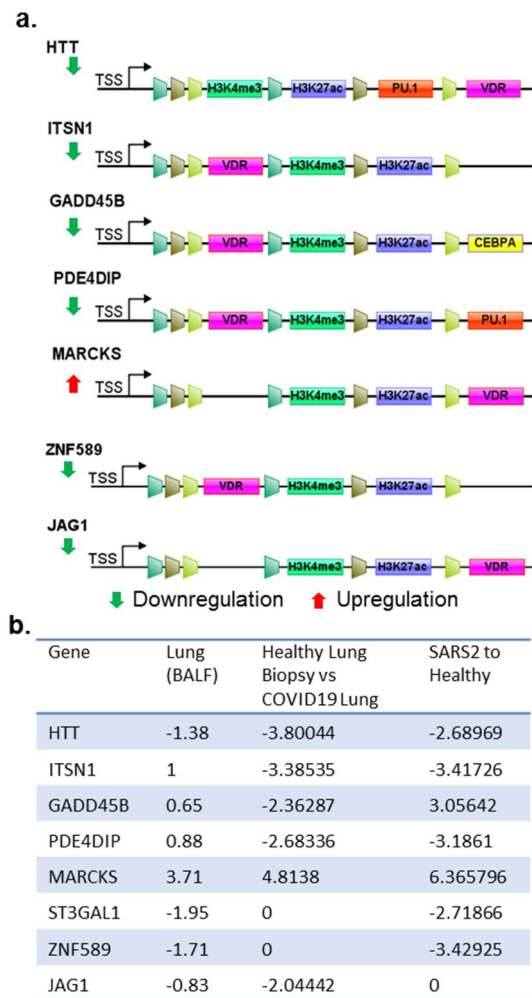 a.
HTT
TSS H3K4me3 H3K27ac PU.1 VDR
ITSN1
TSS VDR H3K4me3 H3K27ac
GADD45B
TSS VDR H3K4me3 H3K27ac CEBPA
PDE4DIP
TSS VDR H3K4me3 H3K27ac PU.1
MARCKS
TSS H3K4me3 H3K27ac VDR
ZNF589
TSS VDR H3K4me3 H3K27ac
JAG1
TSS H3K4me3 H3K27ac VDR
Downregulation Upregulation
b.
Gene Lung Healthy Lung SARS2 to
(BALF) Biopsy vs Healthy
COVID19 Lung
HTT -1.38 -3.80044 -2.68969
ITSN1 1 -3.38535 -3.41726
GADD45B 0.65 -2.36287 3.05642
PDE4DIP 0.88 -2.68336 -3.1861
MARCKS 3.71 4.8138 6.365796
ST3GAL1 -1.95 0 -2.71866
ZNF589 -1.71 0 -3.42925
JAG1 -0.83 -2.04442 0